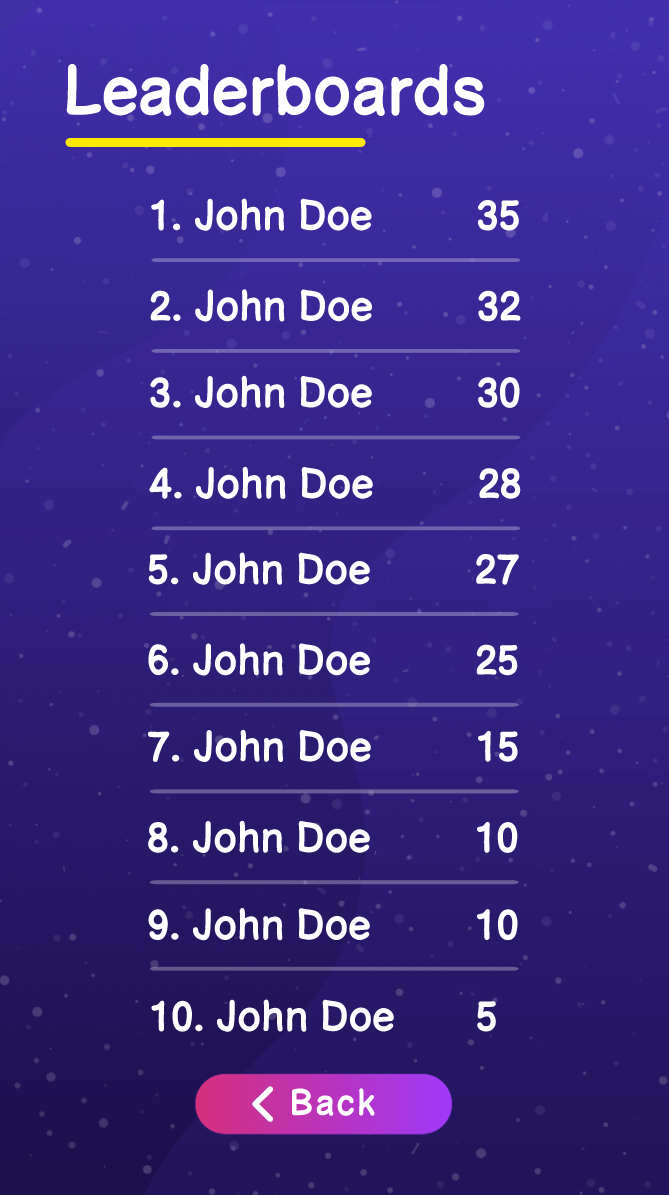 Leaderboards
1. John Doe 35
2. John Doe 32
3. John Doe 30
4. John Doe 28
5. John Doe 27
6. John Doe 25
7. John Doe 15
8. John Doe 10
9. John Doe 10
10. John Doe 5
Back